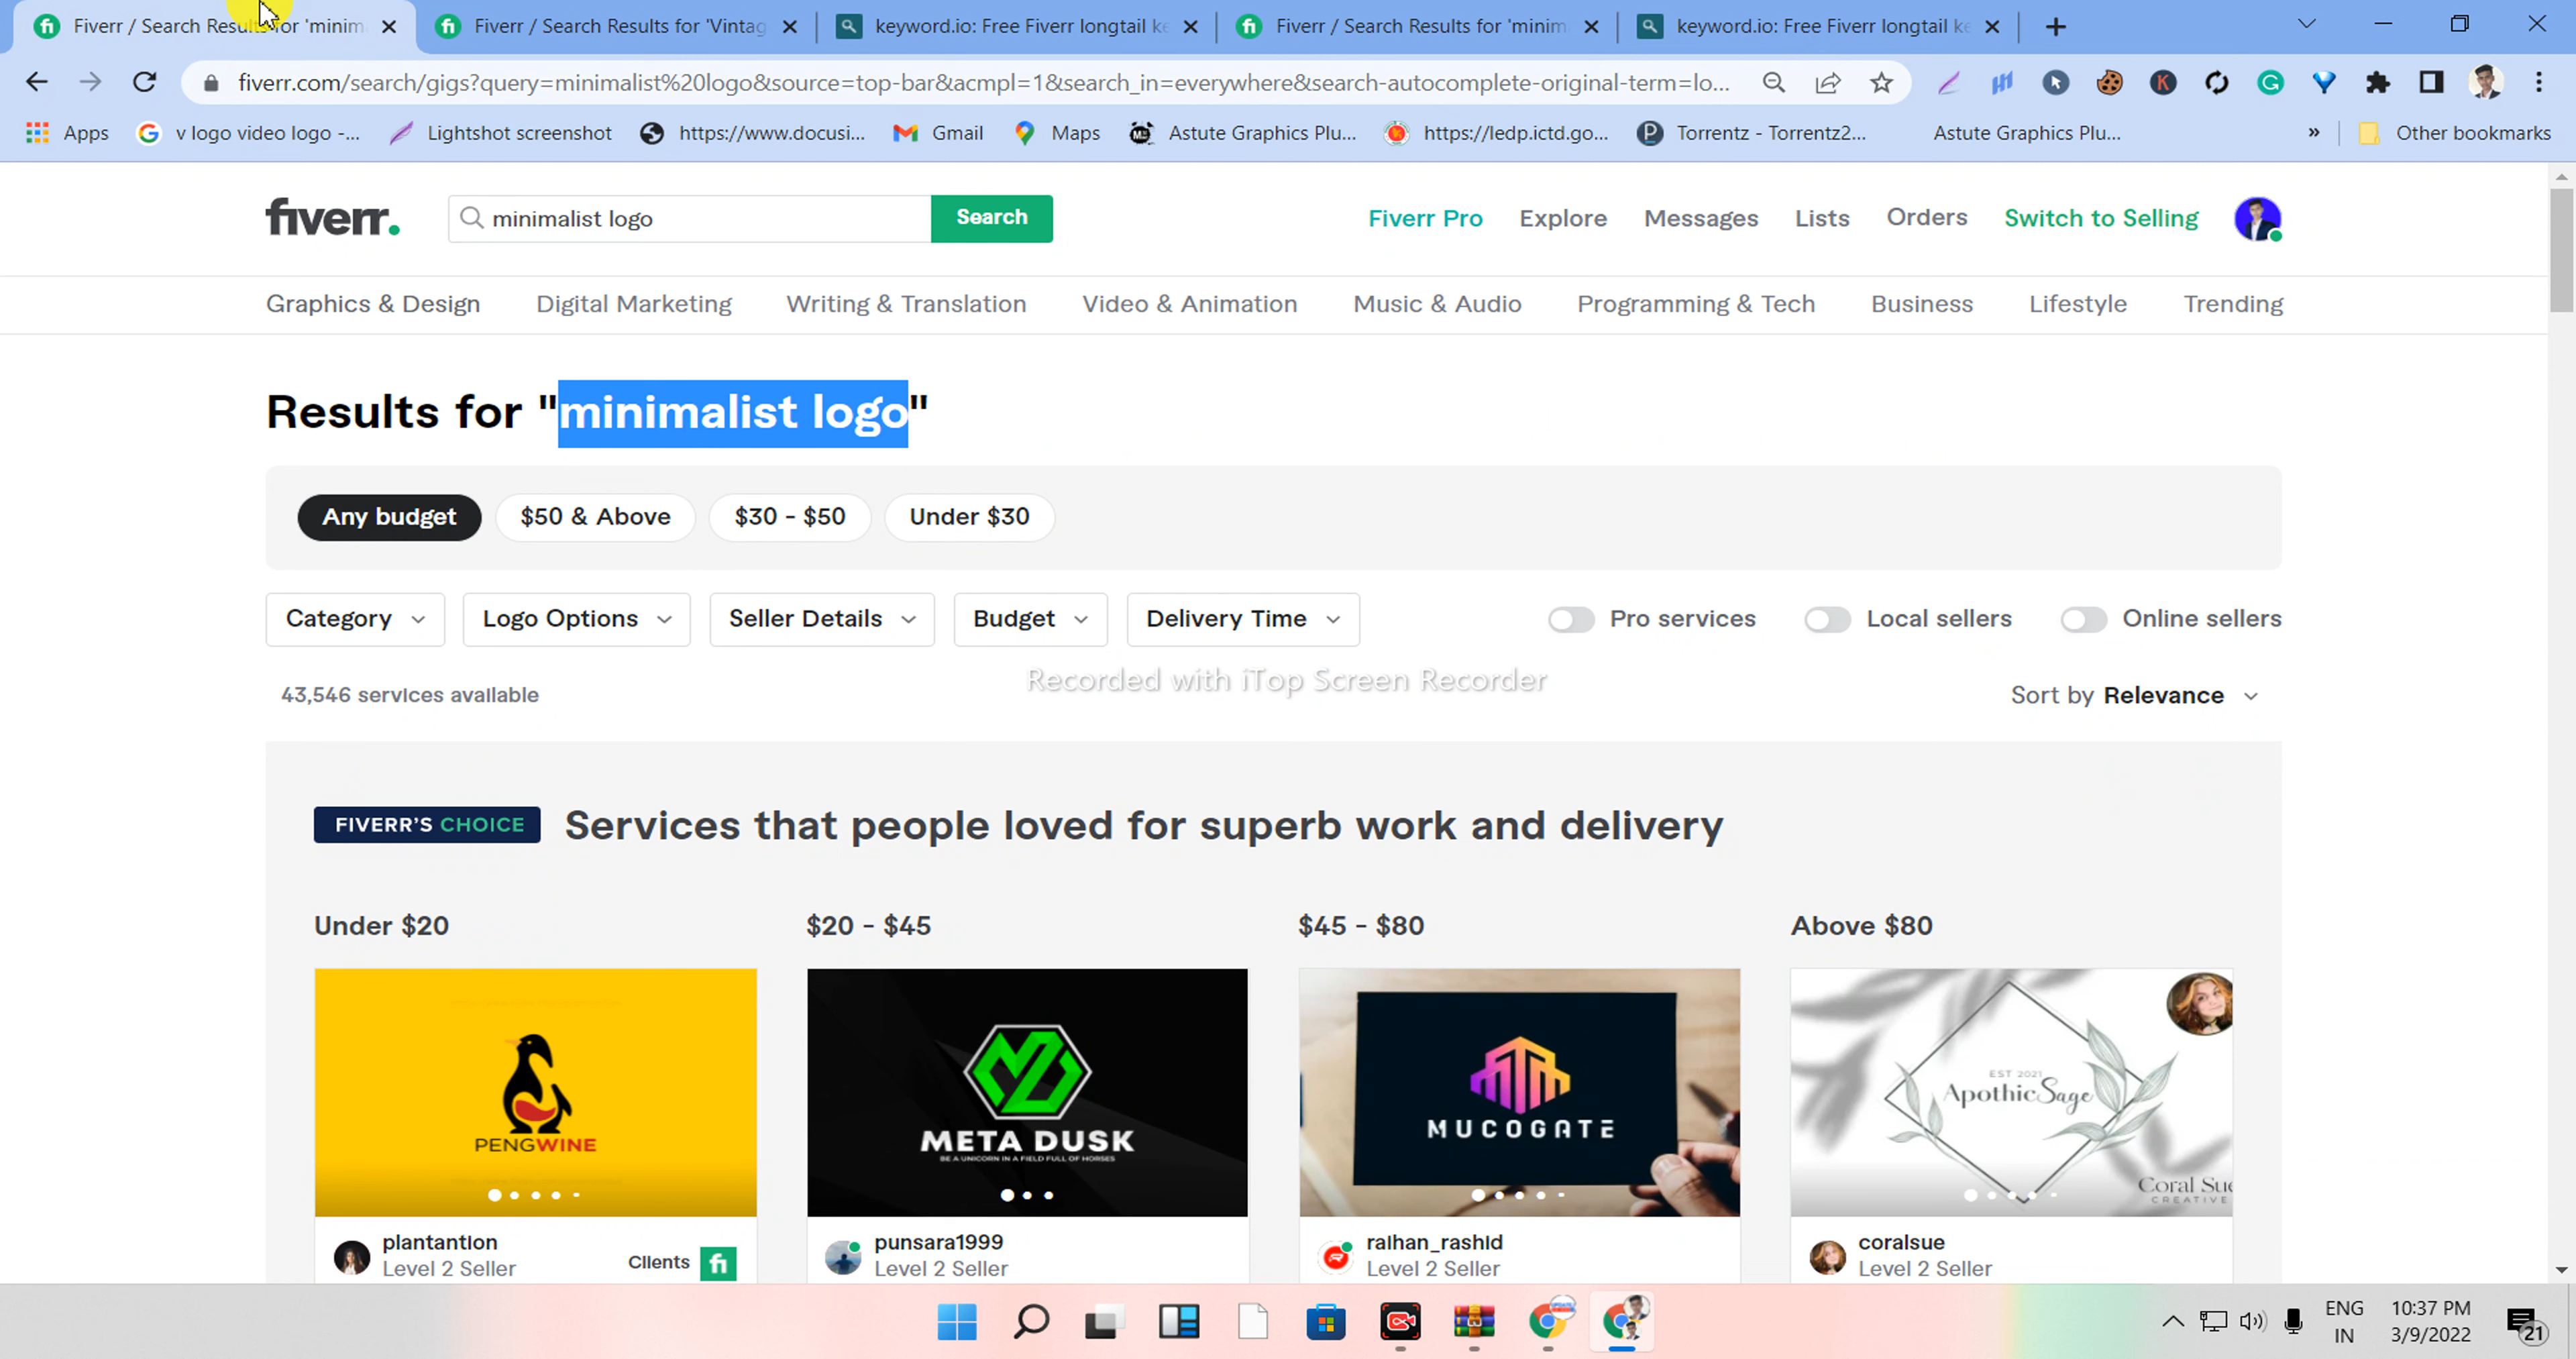 Fiverr / Search Results for 'minim
Fiverr / Search Results for 'Vintag
keyword.io: Free Fiverr longtail ke
Fiverr / Search Results for 'minim
keyword.io: Free Fiverr longtail ke
fiverr.com/search/gigs?query=minimalist%20logo&source=top-bar&acmpl=1&search_in=everywhere&search-autocomplete-original-term=lo...
Apps
v logo video logo -...
Lightshot screenshot
https://www.docusi...
Gmail
Maps
Astute Graphics Plu...
https://ledp.ictd.go...
Torrentz - Torrentz2...
Astute Graphics Plu...
»
Other bookmarks
fiverr.
minimalist logo
Search
Fiverr Pro
Explore
Messages
Lists
Orders
Switch to Selling
Graphics & Design
Digital Marketing
Writing & Translation
Video & Animation
Music & Audio
Programming & Tech
Business
Lifestyle
Trending
Results for "minimalist logo"
Any budget
$50 & Above
$30 - $50
Under $30
Category
Logo Options
Seller Details
Budget
Delivery Time
Pro services
Local sellers
Online sellers
Recorded with iTop Screen Recorder
43,546 services available
Sort by Relevance
FIVERR'S CHOICE
Services that people loved for superb work and delivery
Under $20
$20 - $45
$45 - $80
Above $80
PENGWINE
META DUSK
BE A UNICORN IN A FIELD FULL OF HORSES
MUCOGATE
EST 2021
ApothicSage
Coral Sue
CREATIVE
plantantion
Level 2 Seller
Clients
fi
punsara1999
Level 2 Seller
raihan_rashid
Level 2 Seller
coralsue
Level 2 Seller
ENG
IN
10:37 PM
3/9/2022
21